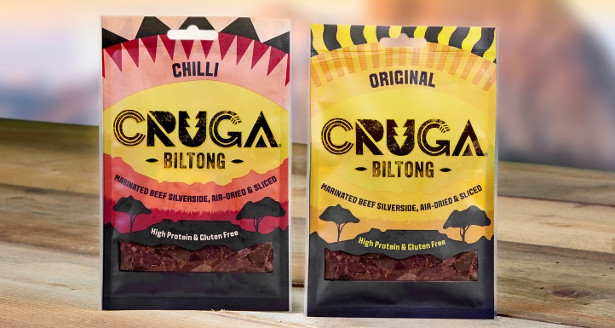 CHILLI
CRUGA
BILTONG
MARINATED BEEF SILVERSIDE, AIR-DRIED & SLICED
High Protein & Gluten Free
ORIGINAL
CRUGA
BILTONG
MARINATED BEEF SILVERSIDE, AIR-DRIED & SLICED
High Protein & Gluten Free